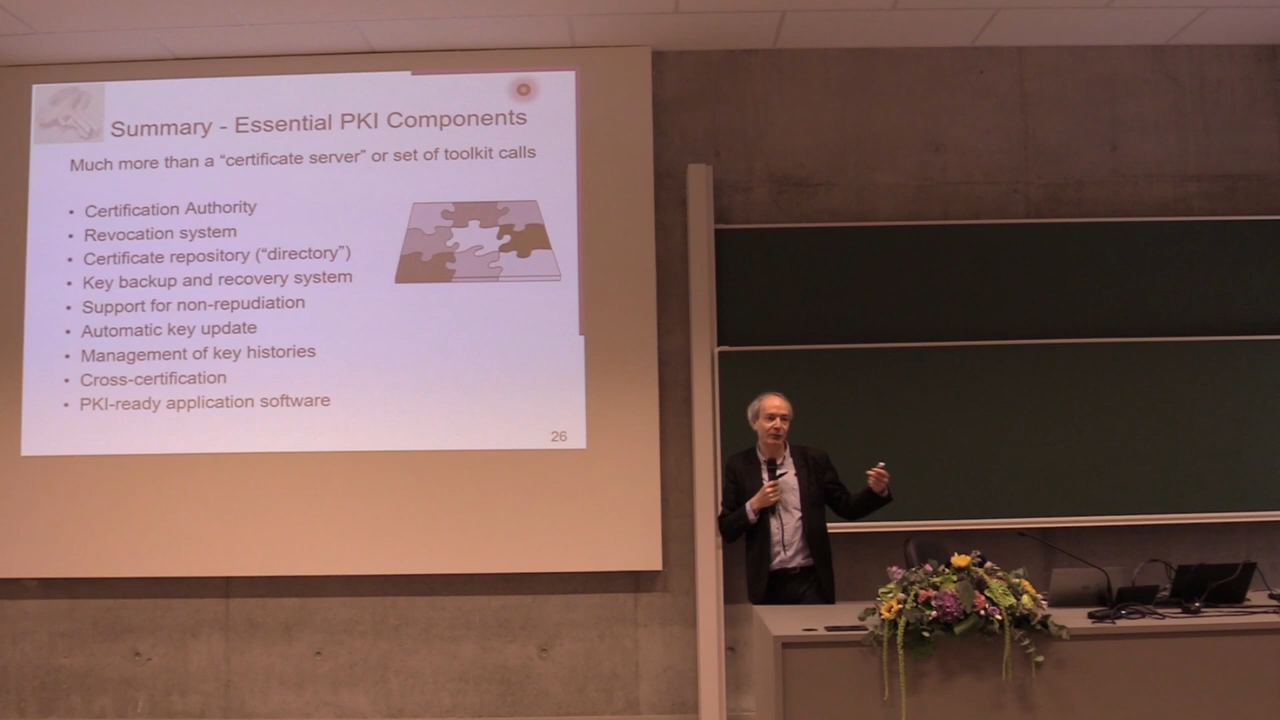 Summary - Essential PKI Components
Much more than a “certificate server” or set of toolkit calls
• Certification Authority
• Revocation system
• Certificate repository (“directory”)
• Key backup and recovery system
• Support for non-repudiation
• Automatic key update
• Management of key histories
• Cross-certification
• PKI-ready application software
26